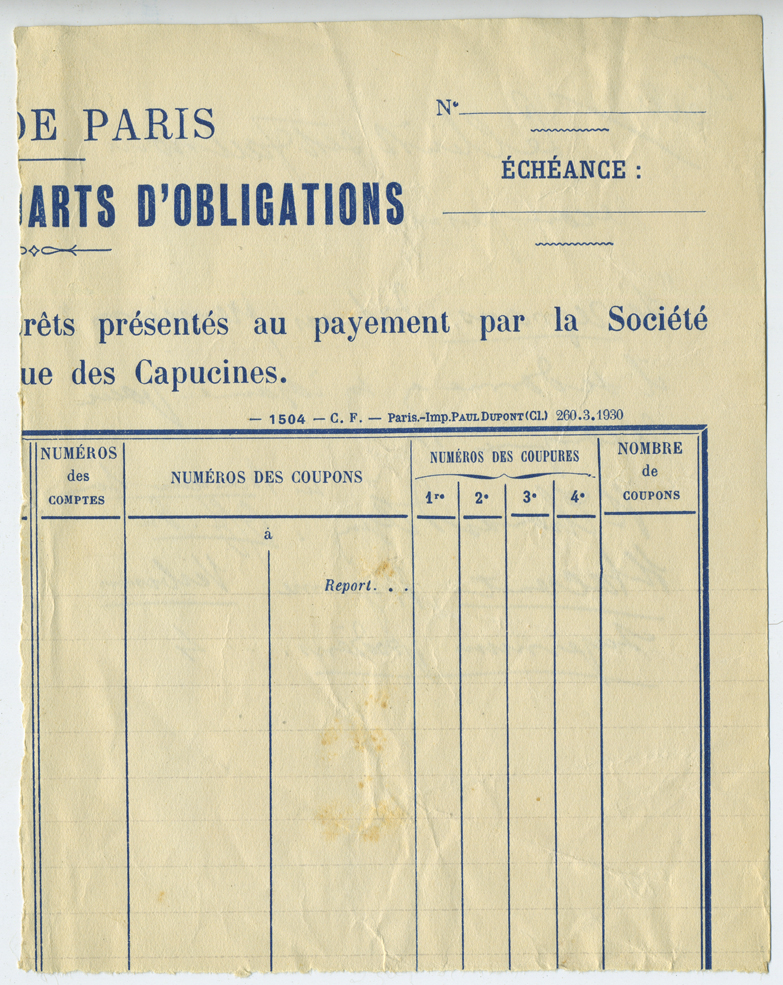 DE PARIS
N°
ÉCHÉANCE :
ARTS D'OBLIGATIONS
rêts présentés au payement par la Société
ue des Capucines.
— 1504 — C. F. — Paris.-Imp. PAUL DUPONT (Cl.) 260.3.1930
NUMÉROS
des
COMPTES
NUMÉROS DES COUPONS
NUMÉROS DES COUPURES
1re 2e 3e 4e
NOMBRE
de
COUPONS
à
Report. . .